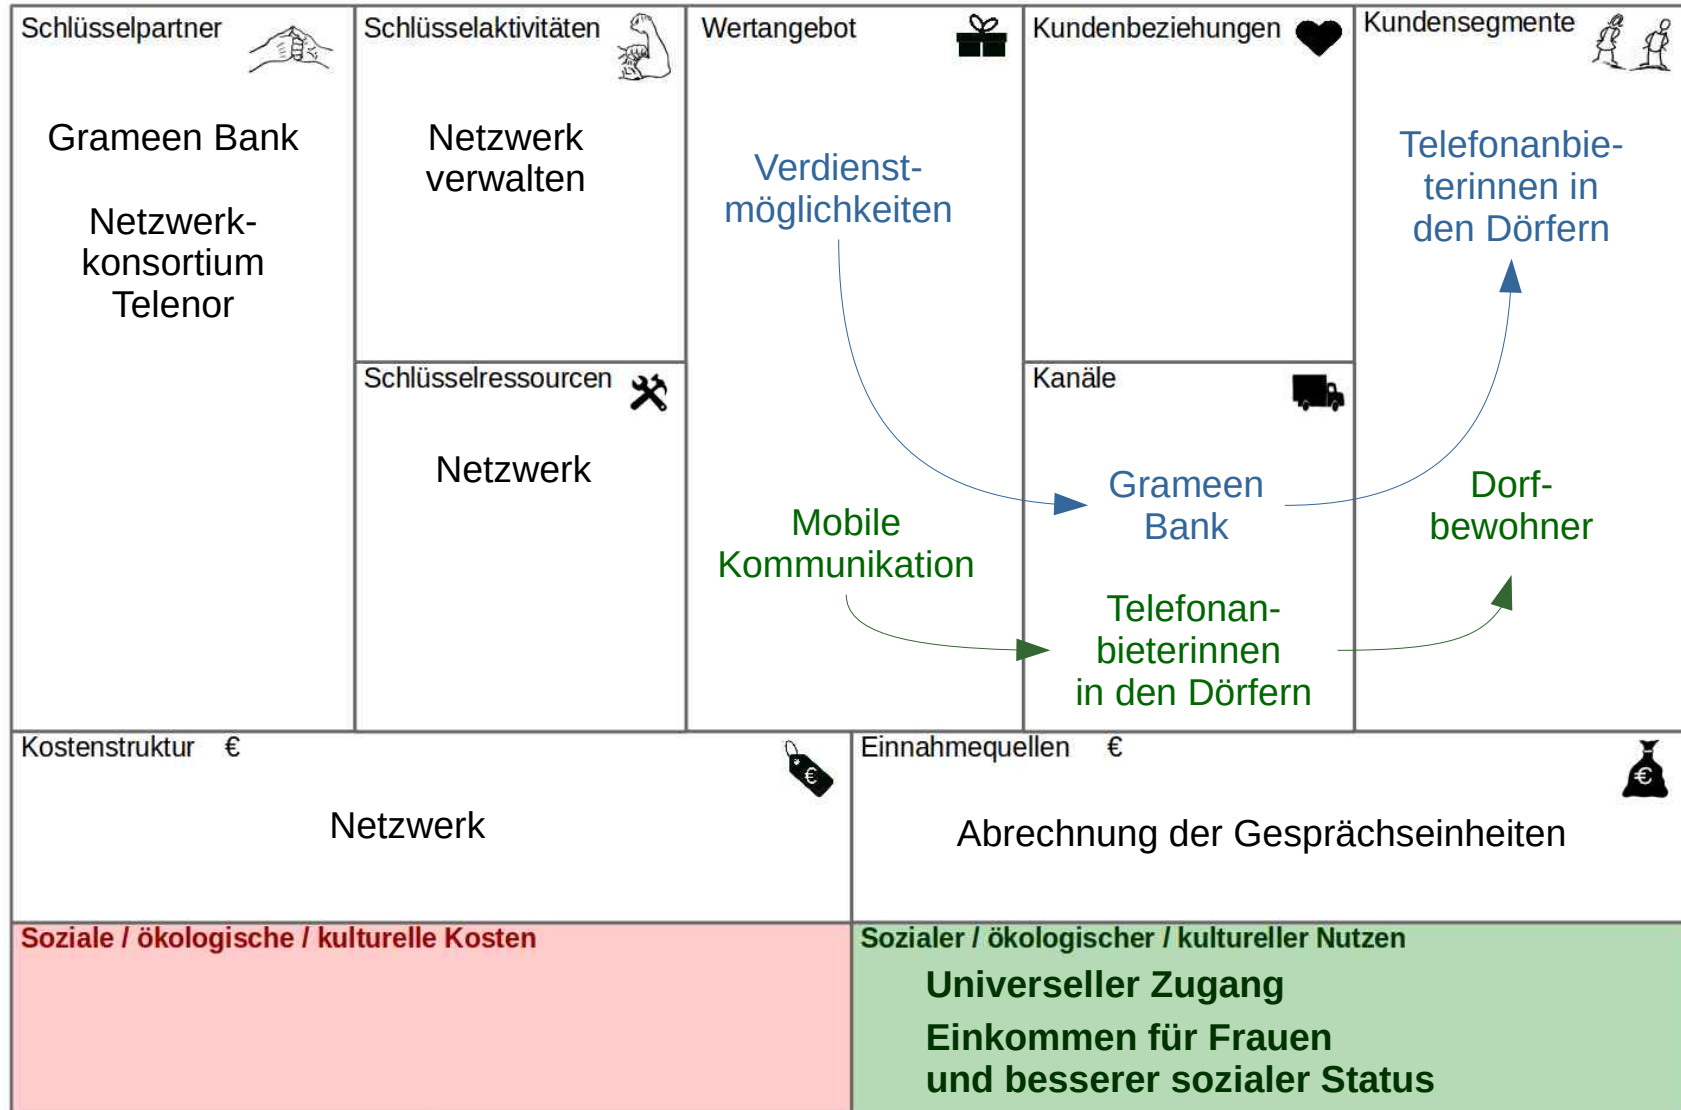 Schlüsselpartner
Grameen Bank
Netzwerk-
konsortium
Telenor
Schlüsselaktivitäten
Netzwerk
verwalten
Schlüsselressourcen
Netzwerk
Wertangebot
Verdienst-
möglichkeiten
Mobile
Kommunikation
Kundenbeziehungen
Kanäle
Grameen
Bank
Telefonan-
bieterinnen
in den Dörfern
Kundensegmente
Telefonanbie-
terinnen in
den Dörfern
Dorf-
bewohner
Kostenstruktur €
€
Netzwerk
Einnahmequellen €
€
Abrechnung der Gesprächseinheiten
Soziale / ökologische / kulturelle Kosten
Sozialer / ökologischer / kultureller Nutzen
Universeller Zugang
Einkommen für Frauen
und besserer sozialer Status